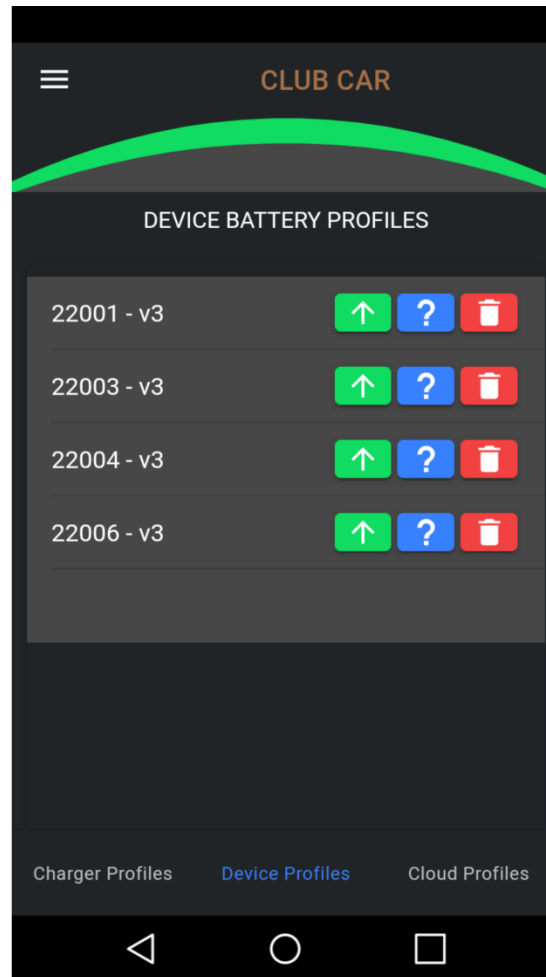 CLUB CAR
DEVICE BATTERY PROFILES
22001 - v3
?
22003 - v3
?
22004 - v3
?
22006 - v3
?
Charger Profiles Device Profiles Cloud Profiles